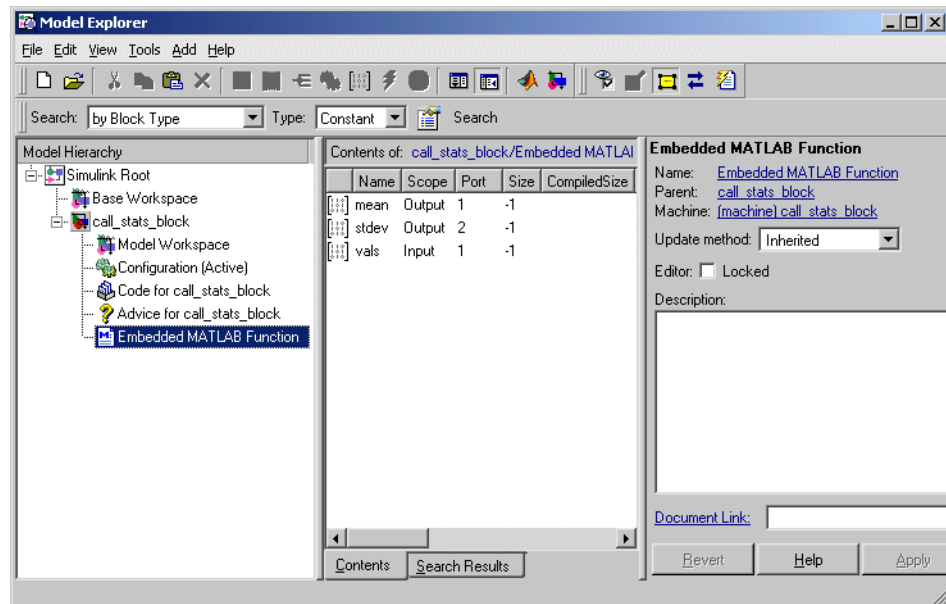 Model Explorer
File Edit View Tools Add Help
Search: by Block Type Type: Constant Search
Model Hierarchy
Simulink Root
Base Workspace
call_stats_block
Model Workspace
Configuration (Active)
Code for call_stats_block
Advice for call_stats_block
Embedded MATLAB Function
Contents of: call_stats_block/Embedded MATLAI
Name Scope Port Size CompiledSize
mean Output 1 -1
stdev Output 2 -1
vals Input 1 -1
Contents Search Results
Embedded MATLAB Function
Name: Embedded MATLAB Function
Parent: call_stats_block
Machine: (machine) call_stats_block
Update method: Inherited
Editor: Locked
Description:
Document Link:
Revert Help Apply